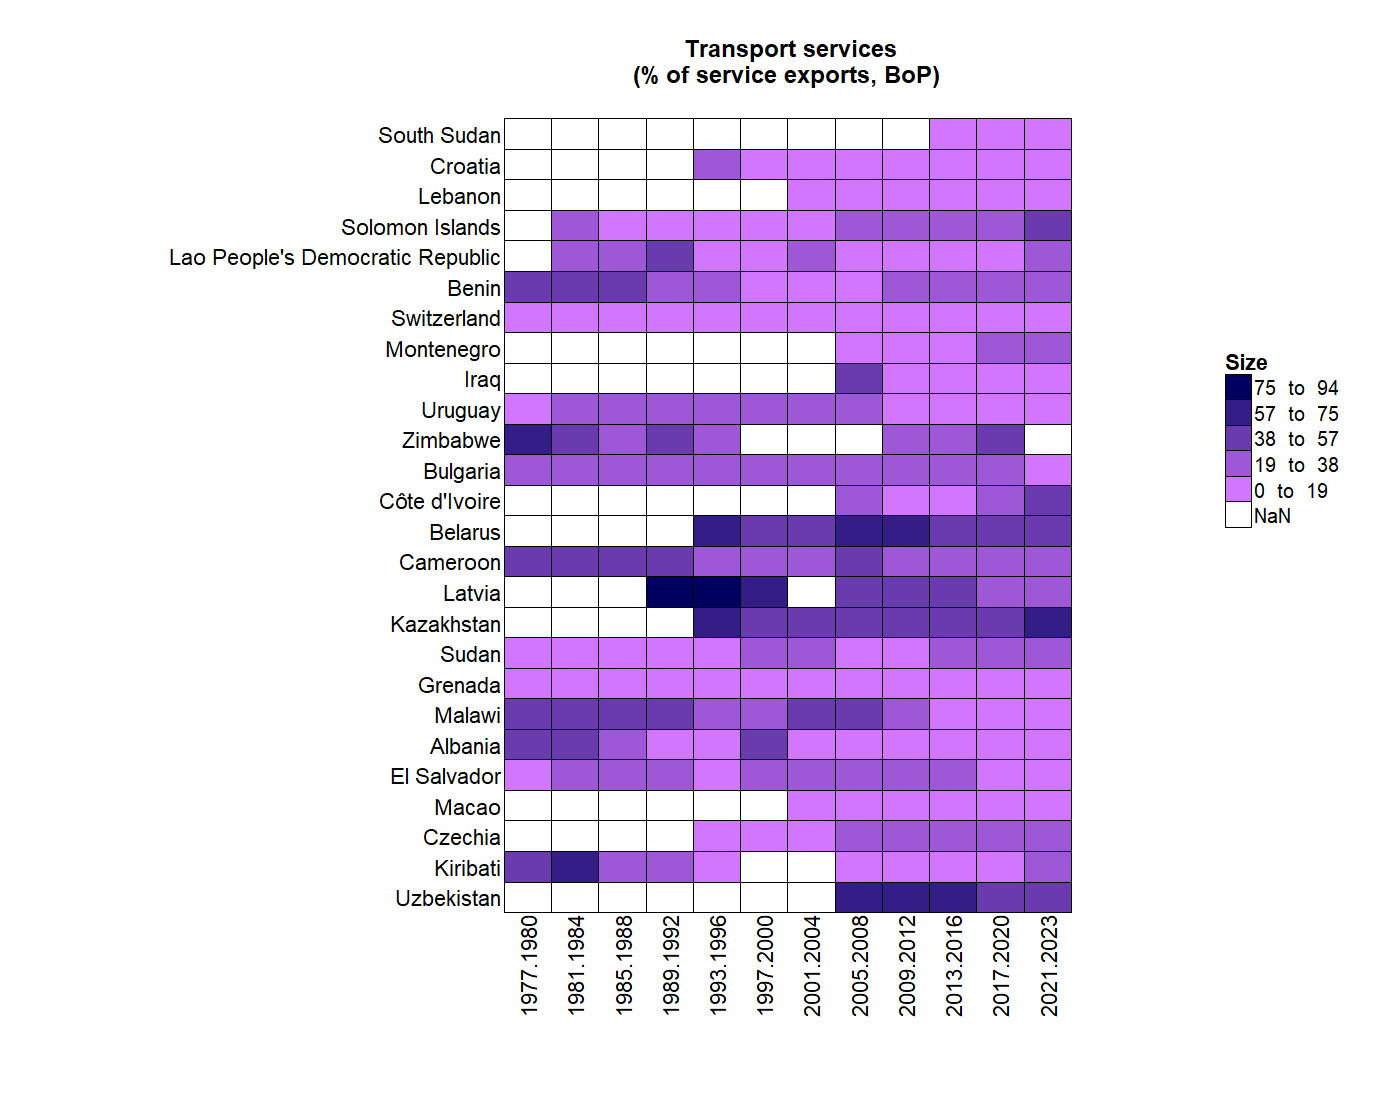 Transport services
(% of service exports, BoP)
South Sudan
Croatia
Lebanon
Solomon Islands
Lao People's Democratic Republic
Benin
Switzerland
Montenegro
Iraq
Uruguay
Zimbabwe
Bulgaria
Côte d'Ivoire
Belarus
Cameroon
Latvia
Kazakhstan
Sudan
Grenada
Malawi
Albania
El Salvador
Macao
Czechia
Kiribati
Uzbekistan
1977.1980
1981.1984
1985.1988
1989.1992
1993.1996
1997.2000
2001.2004
2005.2008
2009.2012
2013.2016
2017.2020
2021.2023
Size
75 to 94
57 to 75
38 to 57
19 to 38
0 to 19
NaN